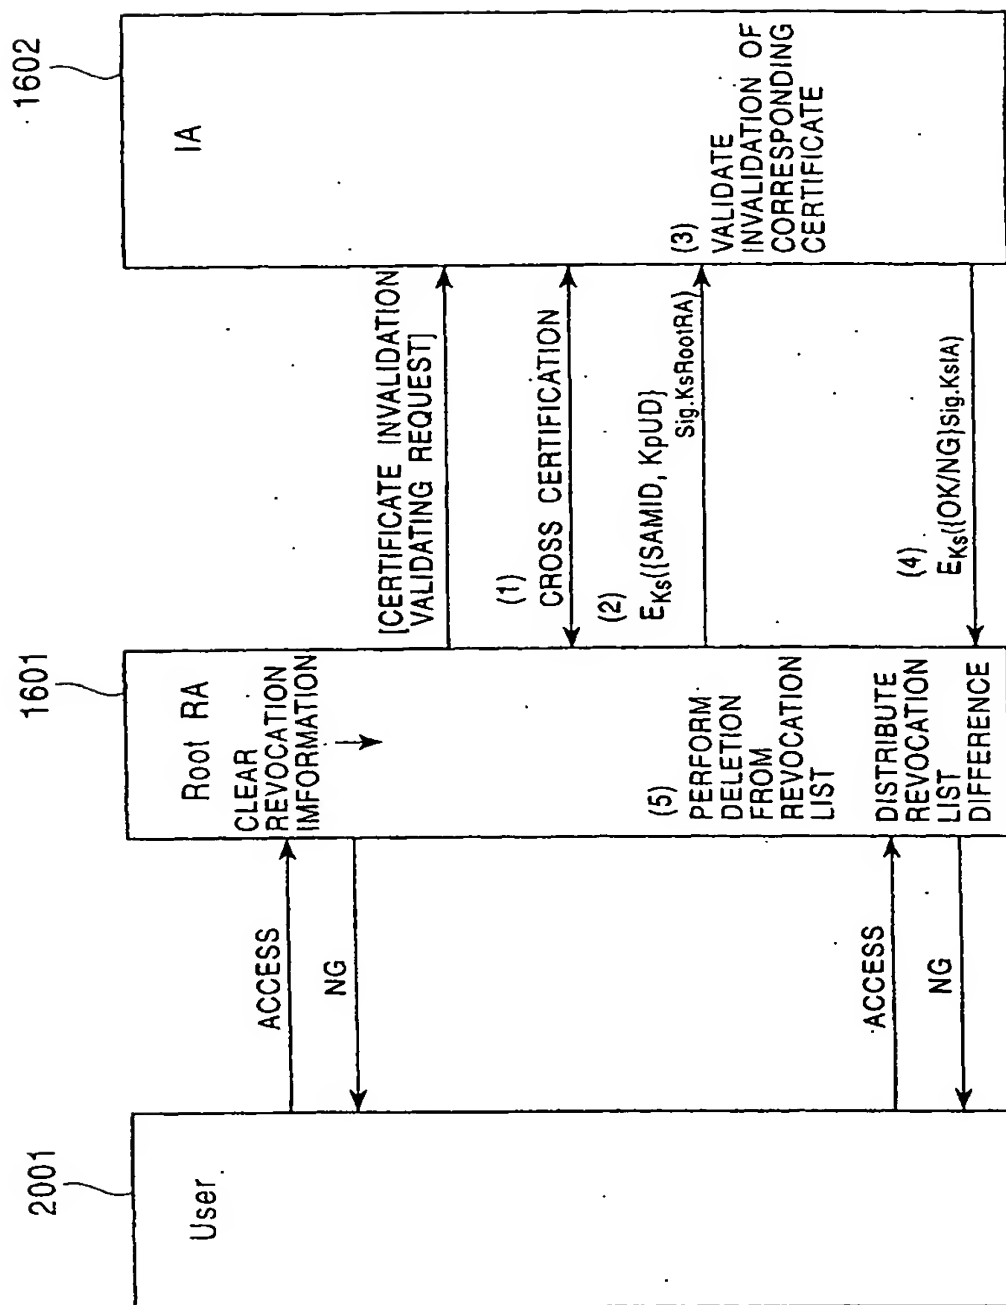 2001
User
ACCESS
NG
ACCESS
NG
1601
Root RA
CLEAR
REVOCATION
IMFORMATION
(5)
PERFORM
DELETION
FROM
REVOCATION
LIST
DISTRIBUTE
REVOCATION
LIST
DIFFERENCE
[CERTIFICATE INVALIDATION
VALIDATING REQUEST]
(1)
CROSS CERTIFICATION
(2)
EKs({SAMID, KpUD}
Sig.KsRootRA)
(4)
EKs({OK/NG}Sig.KsIA)
1602
IA
(3)
VALIDATE
INVALIDATION OF
CORRESPONDING
CERTIFICATE